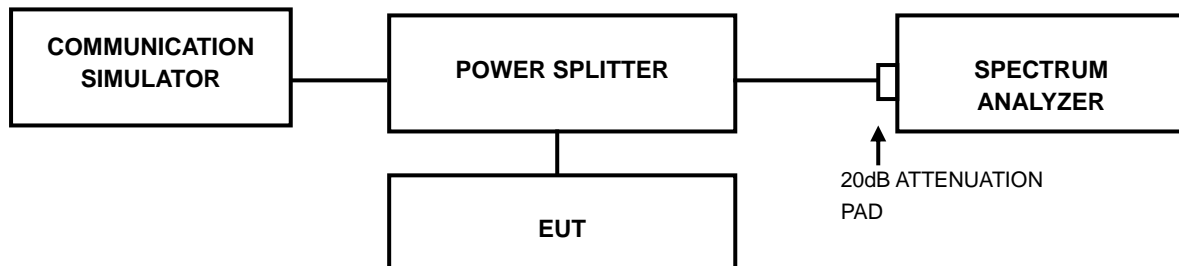 COMMUNICATION
SIMULATOR
POWER SPLITTER
SPECTRUM
ANALYZER
20dB ATTENUATION
PAD
EUT